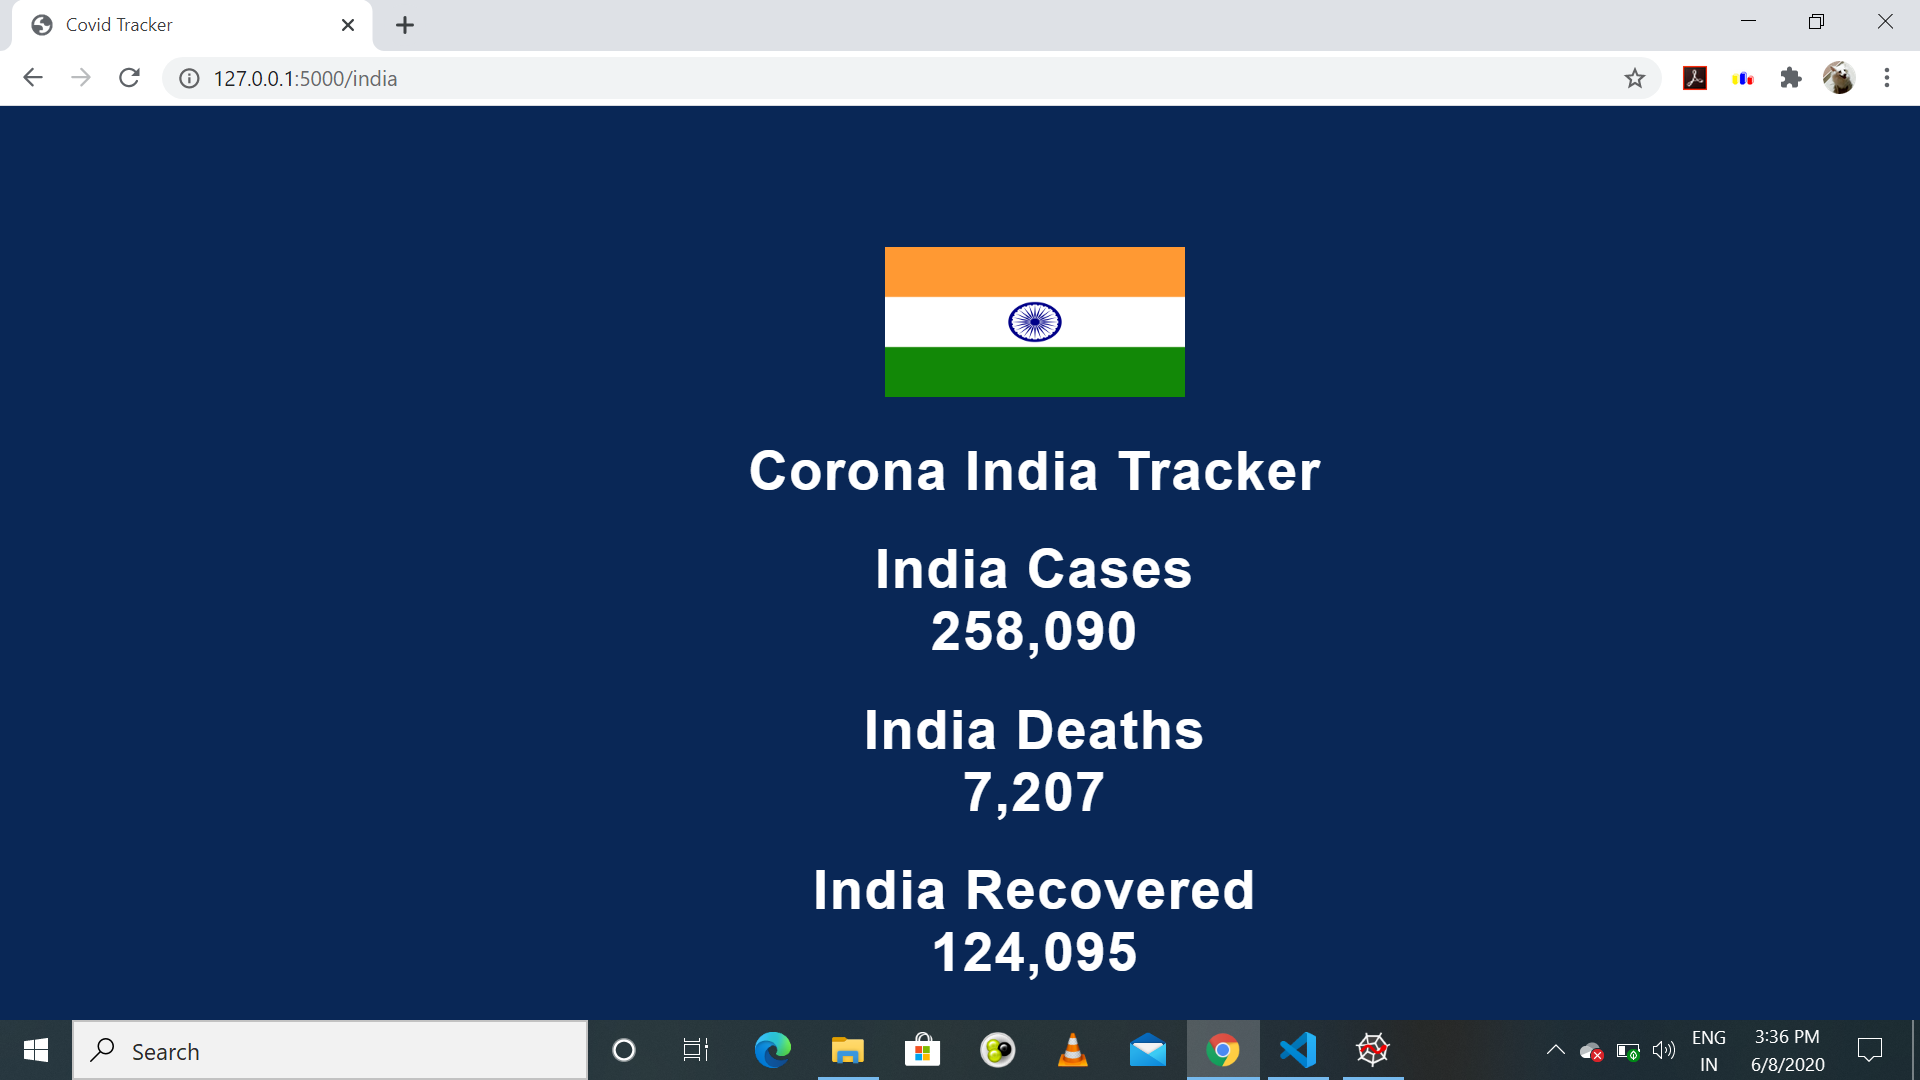 Covid Tracker
127.0.0.1:5000/india
Corona India Tracker
India Cases
258,090
India Deaths
7,207
India Recovered
124,095
Search
ENG
IN
3:36 PM
6/8/2020